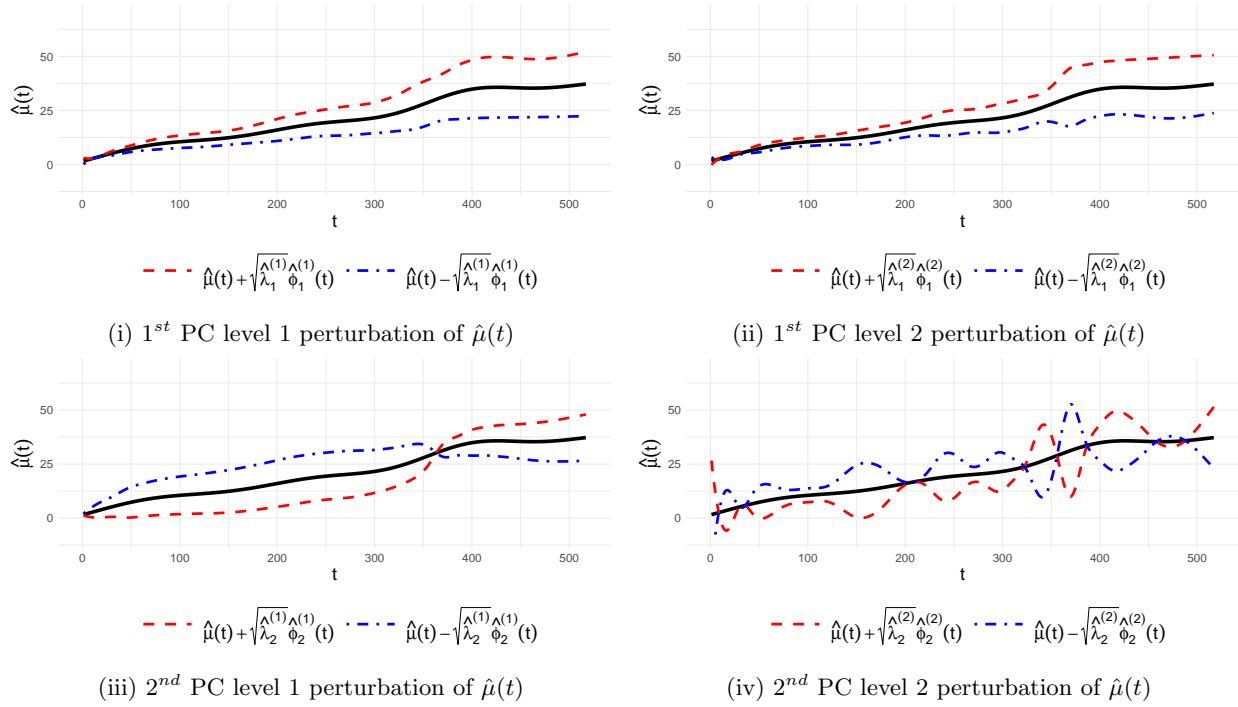 50
25
0
μ̂(t)
0 100 200 300 400 500
t
μ̂(t)+√λ̂₁⁽¹⁾ϕ̂₁⁽¹⁾(t) μ̂(t)−√λ̂₁⁽¹⁾ϕ̂₁⁽¹⁾(t)
(i) 1ˢᵗ PC level 1 perturbation of μ̂(t)
50
25
0
μ̂(t)
0 100 200 300 400 500
t
μ̂(t)+√λ̂₁⁽²⁾ϕ̂₁⁽²⁾(t) μ̂(t)−√λ̂₁⁽²⁾ϕ̂₁⁽²⁾(t)
(ii) 1ˢᵗ PC level 2 perturbation of μ̂(t)
50
25
0
μ̂(t)
0 100 200 300 400 500
t
μ̂(t)+√λ̂₂⁽¹⁾ϕ̂₂⁽¹⁾(t) μ̂(t)−√λ̂₂⁽¹⁾ϕ̂₂⁽¹⁾(t)
(iii) 2ⁿᵈ PC level 1 perturbation of μ̂(t)
50
25
0
μ̂(t)
0 100 200 300 400 500
t
μ̂(t)+√λ̂₂⁽²⁾ϕ̂₂⁽²⁾(t) μ̂(t)−√λ̂₂⁽²⁾ϕ̂₂⁽²⁾(t)
(iv) 2ⁿᵈ PC level 2 perturbation of μ̂(t)